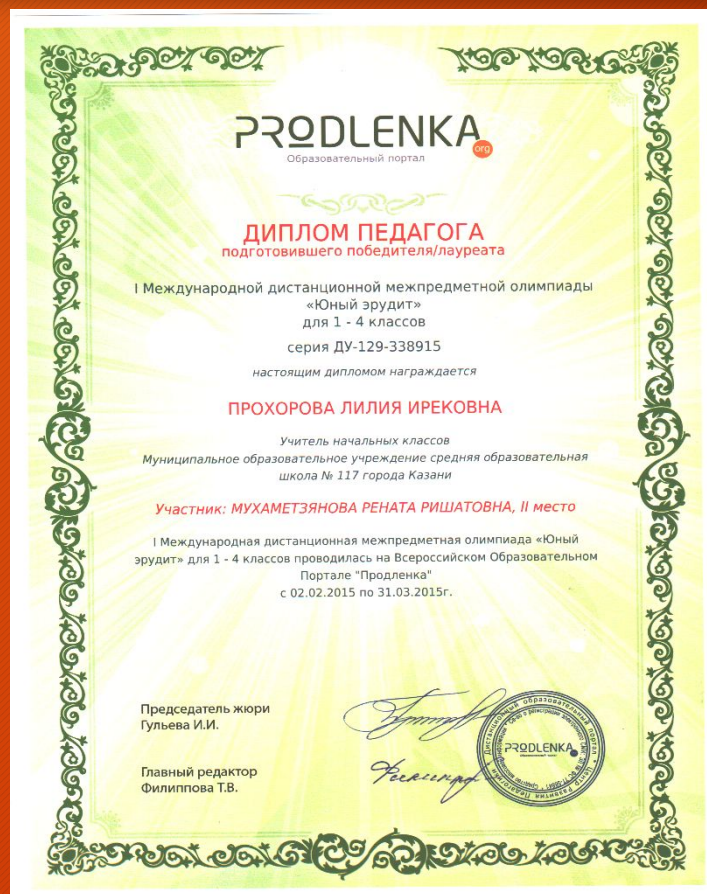 PRODLENKA
org
Образовательный портал
ДИПЛОМ ПЕДАГОГА
подготовившего победителя/лауреата
I Международной дистанционной межпредметной олимпиады
«Юный эрудит»
для 1 - 4 классов
серия ДУ-129-338915
настоящим дипломом награждается
ПРОХОРОВА ЛИЛИЯ ИРЕКОВНА
Учитель начальных классов
Муниципальное образовательное учреждение средняя образовательная
школа № 117 города Казани
Участник: МУХАМЕТЗЯНОВА РЕНАТА РИШАТОВНА, II место
I Международная дистанционная межпредметная олимпиада «Юный
эрудит» для 1 - 4 классов проводилась на Всероссийском Образовательном
Портале "Продленка"
с 02.02.2015 по 31.03.2015г.
Председатель жюри
Гульева И.И.
Главный редактор
Филиппова Т.В.
PRODLENKA